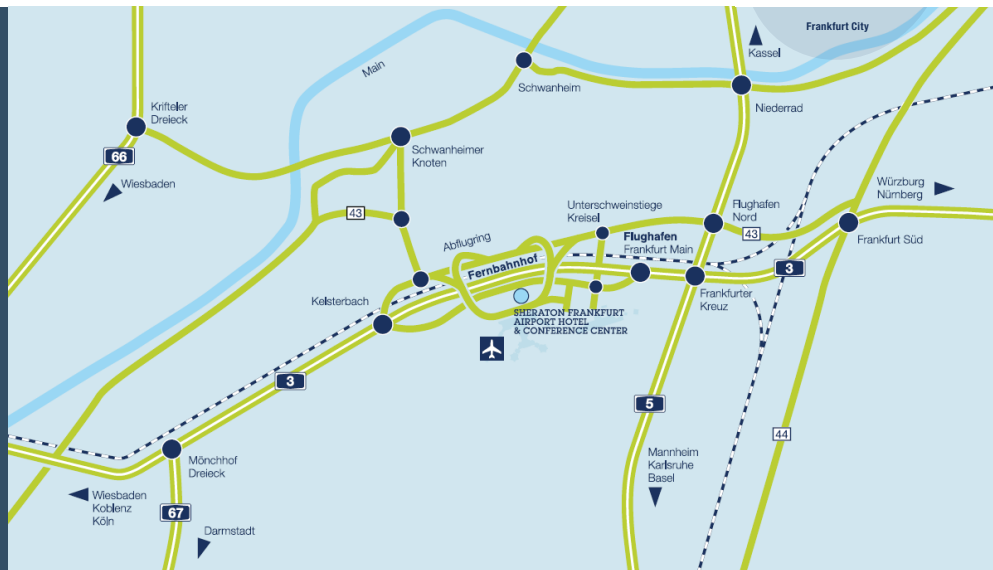 Frankfurt City
Kassel
Main
Schwanheim
Niederrad
Krifteler
Dreieck
66
Wiesbaden
Schwanheimer
Knoten
43
Unterschweinstiege
Kreisel
Flughafen
Nord
43
Würzburg
Nürnberg
Frankfurt Süd
Abflugring
Flughafen
Frankfurt Main
Fernbahnhof
3
Kelsterbach
Frankfurter
Kreuz
SHERATON FRANKFURT
AIRPORT HOTEL
& CONFERENCE CENTER
3
5
44
Mönchhof
Dreieck
Mannheim
Karlsruhe
Basel
Wiesbaden
Koblenz
Köln
67
Darmstadt